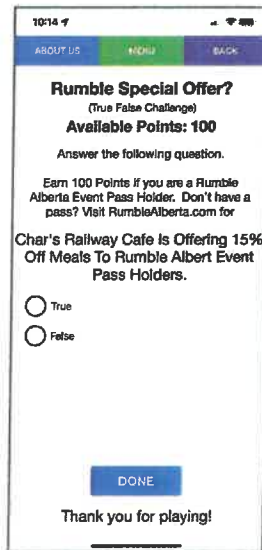 10:14
ABOUT US MENU BACK
Rumble Special Offer?
(True False Challenge)
Available Points: 100
Answer the following question.
Earn 100 Points if you are a Rumble
Alberta Event Pass Holder. Don't have a
pass? Visit RumbleAlberta.com for
Char's Railway Cafe Is Offering 15%
Off Meals To Rumble Albert Event
Pass Holders.
True
False
DONE
Thank you for playing!